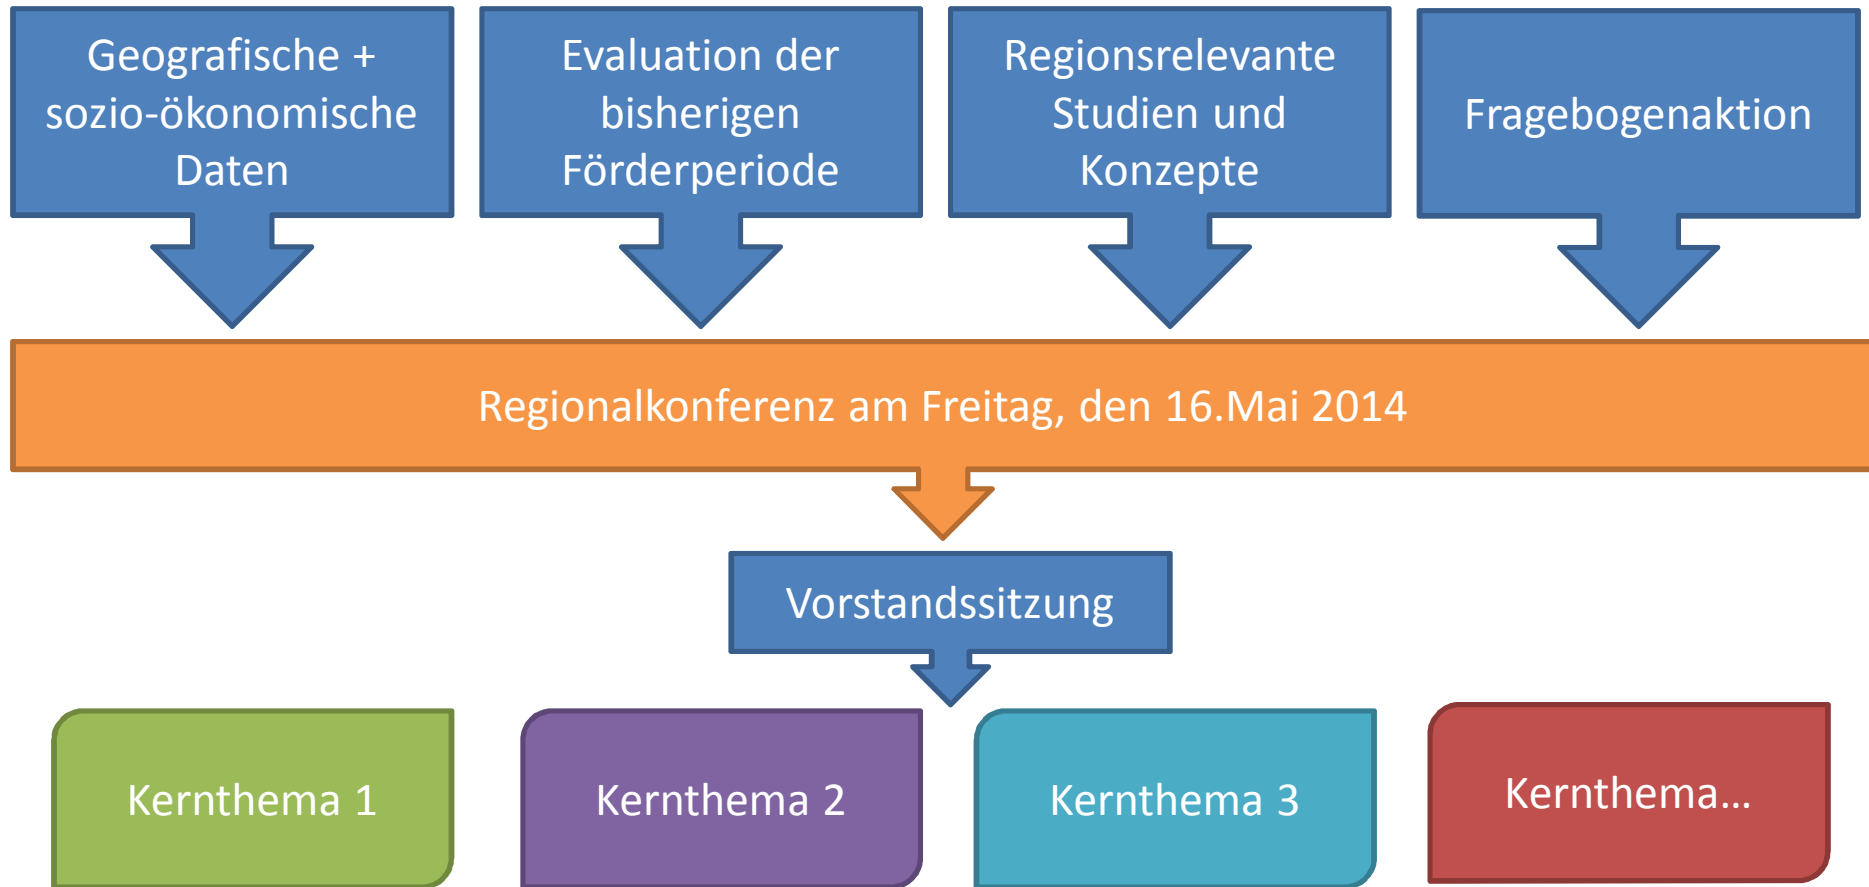 Geografische +
sozio-ökonomische
Daten
Evaluation der
bisherigen
Förderperiode
Regionsrelevante
Studien und
Konzepte
Fragebogenaktion
Regionalkonferenz am Freitag, den 16.Mai 2014
Vorstandssitzung
Kernthema 1
Kernthema 2
Kernthema 3
Kernthema…